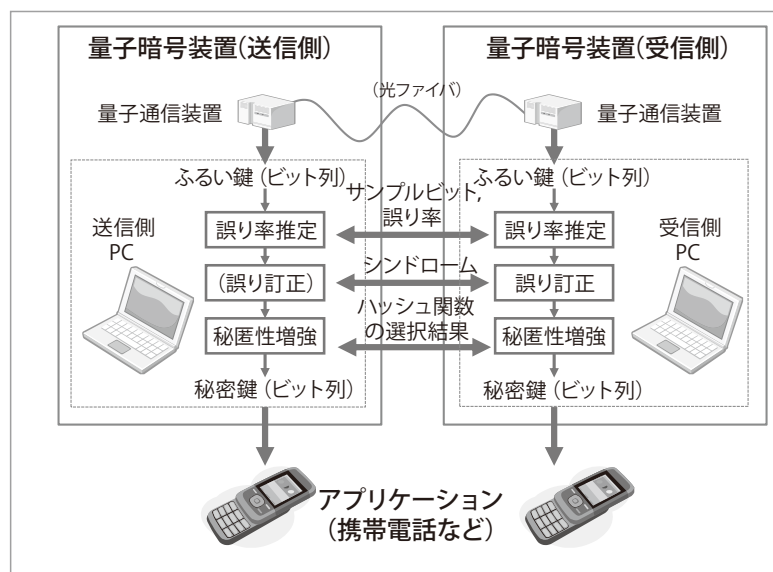 量子暗号装置(送信側)
量子暗号装置(受信側)
(光ファイバ)
量子通信装置
量子通信装置
ふるい鍵(ビット列)
サンプルビット,
誤り率
ふるい鍵(ビット列)
送信側
PC
誤り率推定
誤り率推定
受信側
PC
(誤り訂正)
シンドローム
誤り訂正
ハッシュ関数
の選択結果
秘匿性増強
秘匿性増強
秘密鍵(ビット列)
秘密鍵(ビット列)
アプリケーション
(携帯電話など)